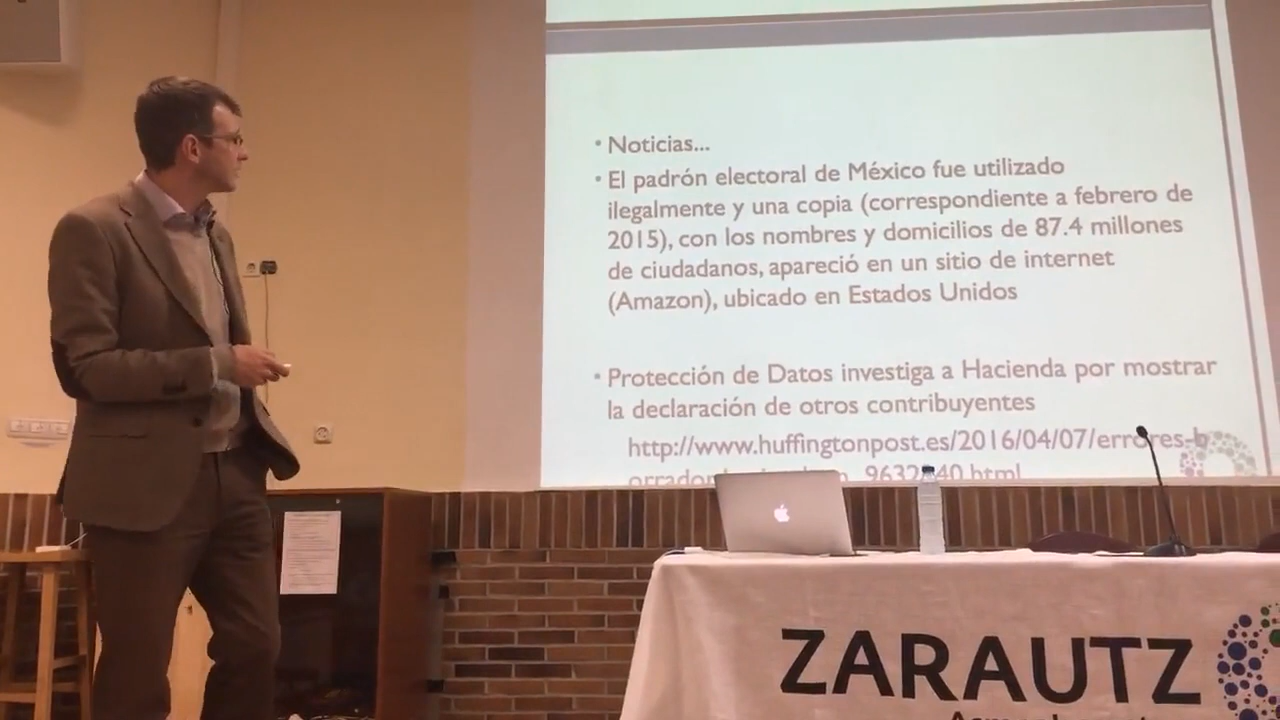 • Noticias...
• El padrón electoral de México fue utilizado
ilegalmente y una copia (correspondiente a febrero de
2015), con los nombres y domicilios de 87.4 millones
de ciudadanos, apareció en un sitio de internet
(Amazon), ubicado en Estados Unidos
• Protección de Datos investiga a Hacienda por mostrar
la declaración de otros contribuyentes
http://www.huffingtonpost.es/2016/04/07/errores-b
ZARAUTZ